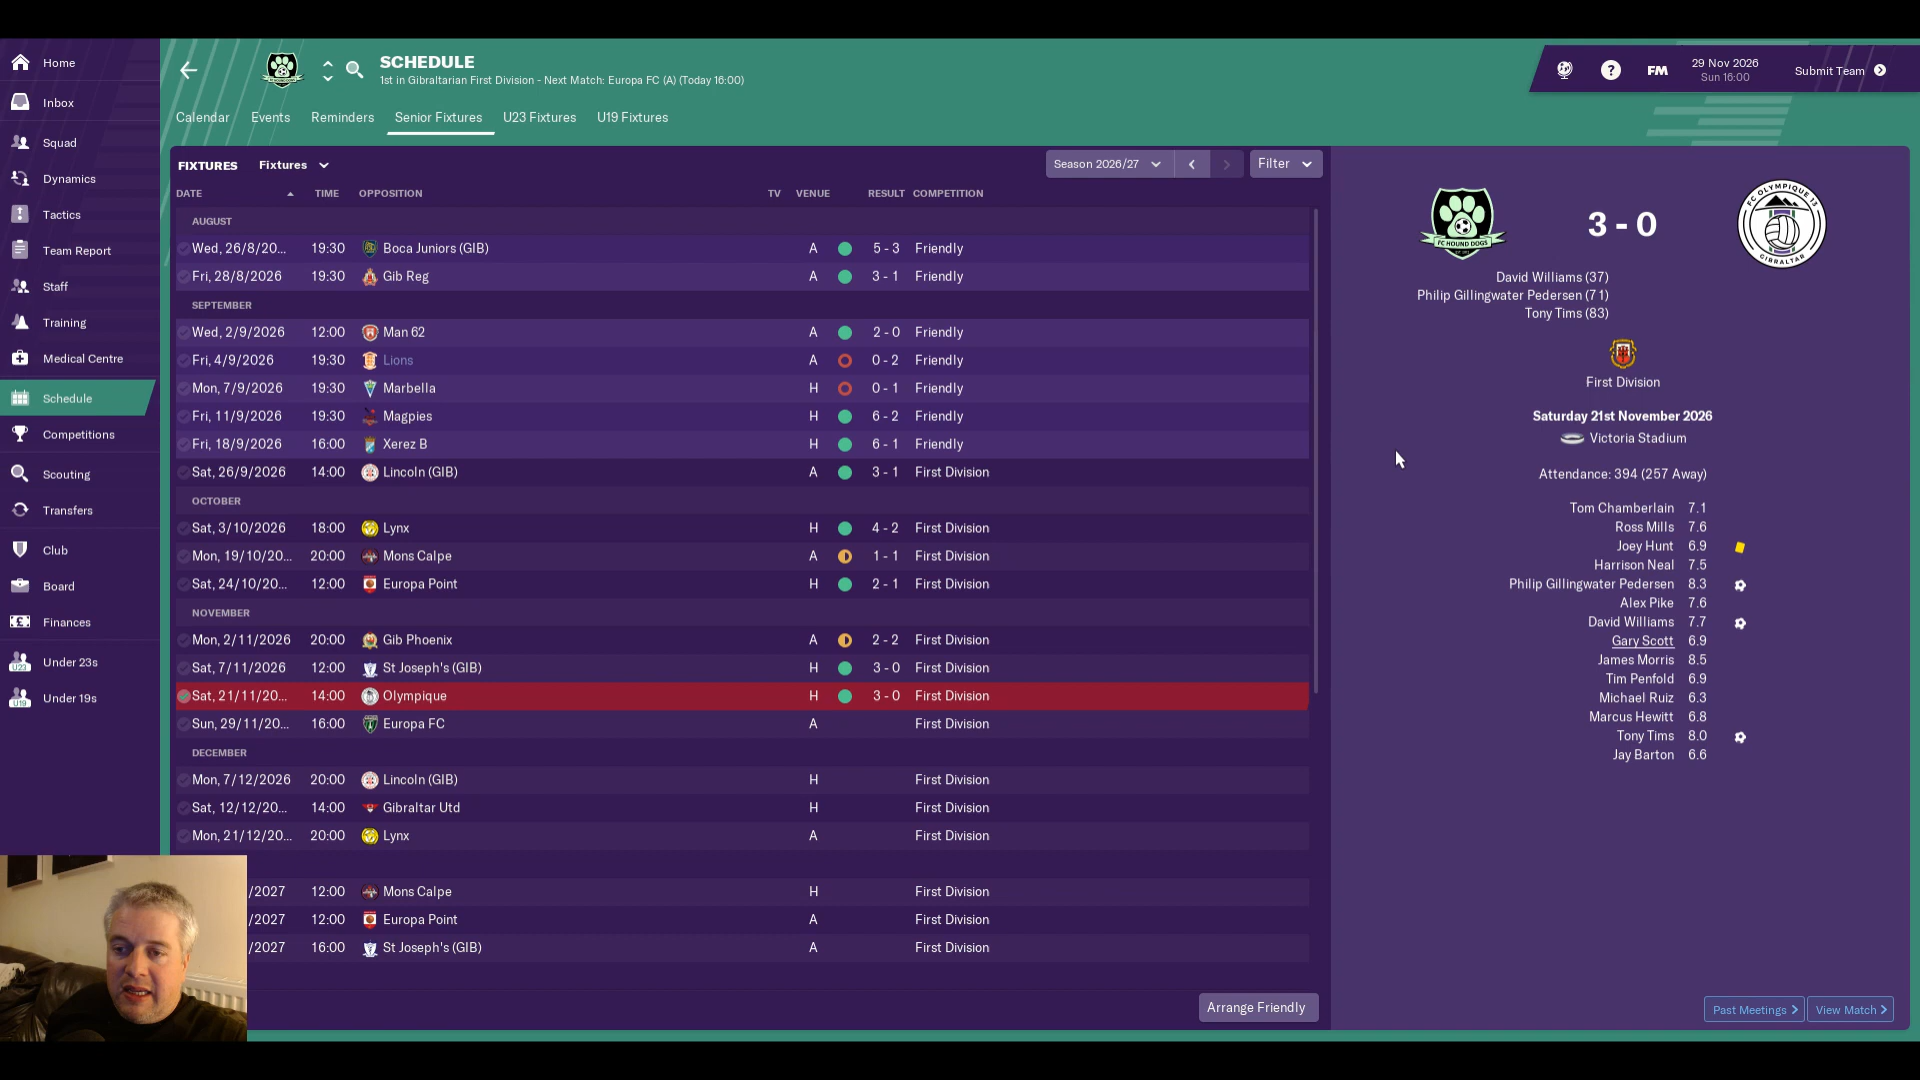 Home
Inbox
Squad
Dynamics
Tactics
Team Report
Staff
Training
Medical Centre
Schedule
Competitions
Scouting
Transfers
Club
Board
Finances
U23 Under 23s
U19 Under 19s
SCHEDULE
1st in Gibraltarian First Division - Next Match: Europa FC (A) (Today 16:00)
FM
29 Nov 2026
Sun 16:00
Submit Team
Calendar Events Reminders Senior Fixtures U23 Fixtures U19 Fixtures
FIXTURES Fixtures Season 2026/27 Filter
DATE TIME OPPOSITION TV VENUE RESULT COMPETITION
AUGUST
Wed, 26/8/20... 19:30 Boca Juniors (GIB) A 5 - 3 Friendly
Fri, 28/8/2026 19:30 Gib Reg A 3 - 1 Friendly
SEPTEMBER
Wed, 2/9/2026 12:00 Man 62 A 2 - 0 Friendly
Fri, 4/9/2026 19:30 Lions A 0 - 2 Friendly
Mon, 7/9/2026 19:30 Marbella H 0 - 1 Friendly
Fri, 11/9/2026 19:30 Magpies H 6 - 2 Friendly
Fri, 18/9/2026 16:00 Xerez B H 6 - 1 Friendly
Sat, 26/9/2026 14:00 Lincoln (GIB) A 3 - 1 First Division
OCTOBER
Sat, 3/10/2026 18:00 Lynx H 4 - 2 First Division
Mon, 19/10/20... 20:00 Mons Calpe A 1 - 1 First Division
Sat, 24/10/20... 12:00 Europa Point H 2 - 1 First Division
NOVEMBER
Mon, 2/11/2026 20:00 Gib Phoenix A 2 - 2 First Division
Sat, 7/11/2026 12:00 St Joseph's (GIB) H 3 - 0 First Division
Sat, 21/11/20... 14:00 Olympique H 3 - 0 First Division
Sun, 29/11/20... 16:00 Europa FC A First Division
DECEMBER
Mon, 7/12/2026 20:00 Lincoln (GIB) H First Division
Sat, 12/12/20... 14:00 Gibraltar Utd H First Division
Mon, 21/12/20... 20:00 Lynx A First Division
/2027 12:00 Mons Calpe H First Division
/2027 12:00 Europa Point A First Division
/2027 16:00 St Joseph's (GIB) A First Division
Arrange Friendly
FC HOUND DOGS
3 - 0
FC OLYMPIQUE 13
GIBRALTAR
David Williams (37)
Philip Gillingwater Pedersen (71)
Tony Tims (83)
First Division
Saturday 21st November 2026
Victoria Stadium
Attendance: 394 (257 Away)
Tom Chamberlain 7.1
Ross Mills 7.6
Joey Hunt 6.9
Harrison Neal 7.5
Philip Gillingwater Pedersen 8.3
Alex Pike 7.6
David Williams 7.7
Gary Scott 6.9
James Morris 8.5
Tim Penfold 6.9
Michael Ruiz 6.3
Marcus Hewitt 6.8
Tony Tims 8.0
Jay Barton 6.6
Past Meetings View Match